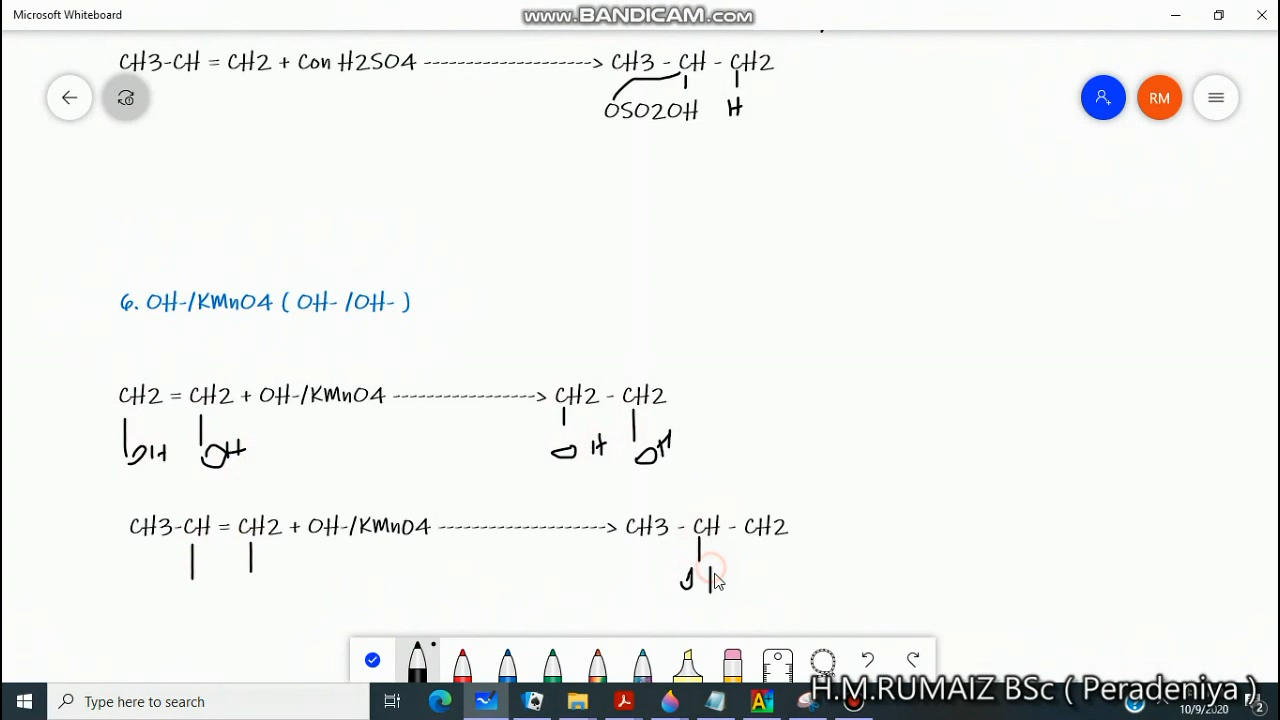 Microsoft Whiteboard
www.BANDICAM.com
CH3-CH = CH2 + Con H2SO4 --------------------> CH3 - CH - CH2
OSO2OH H
RM
6. OH-/KMnO4 ( OH- /OH- )
CH2 = CH2 + OH-/KMnO4 -----------------> CH2 - CH2
OH OH OH OH
CH3-CH = CH2 + OH-/KMnO4 --------------------> CH3 - CH - CH2
Type here to search
H.M.RUMAIZ BSc ( Peradeniya )
10/9/2020
2